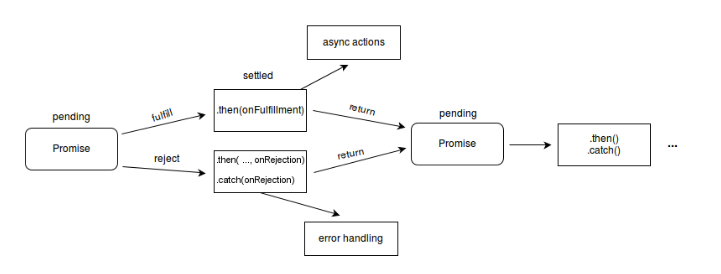 async actions
settled
pending
fulfill
.then(onFulfillment)
return
pending
Promise
reject
.then( ..., onRejection)
.catch(onRejection)
return
Promise
.then()
.catch()
...
error handling